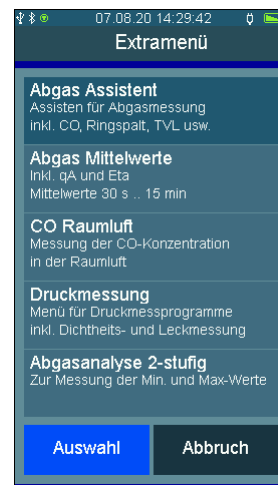 07.08.20 14:29:42
Extramenü
Abgas Assistent
Assisten für Abgasmessung
inkl. CO, Ringspalt, TVL usw.
Abgas Mittelwerte
Inkl. qA und Eta
Mittelwerte 30 s .. 15 min
CO Raumluft
Messung der CO-Konzentration
in der Raumluft
Druckmessung
Menü für Druckmessprogramme
inkl. Dichtheits- und Leckmessung
Abgasanalyse 2-stufig
Zur Messung der Min. und Max-Werte
Auswahl
Abbruch